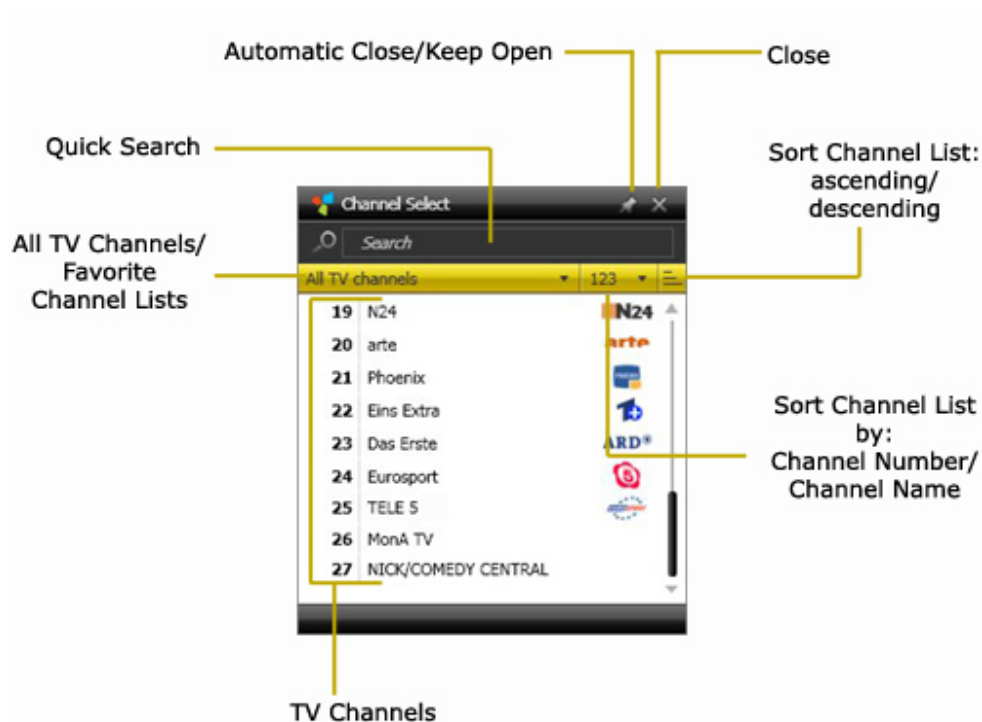 Automatic Close/Keep Open
Close
Quick Search
Sort Channel List:
ascending/
descending
Channel Select
Search
All TV Channels/
Favorite
Channel Lists
All TV channels
123
19 N24 N24
20 arte arte
21 Phoenix
22 Eins Extra
23 Das Erste ARD
24 Eurosport
25 TELE 5
26 MonA TV
27 NICK/COMEDY CENTRAL
Sort Channel List
by:
Channel Number/
Channel Name
TV Channels